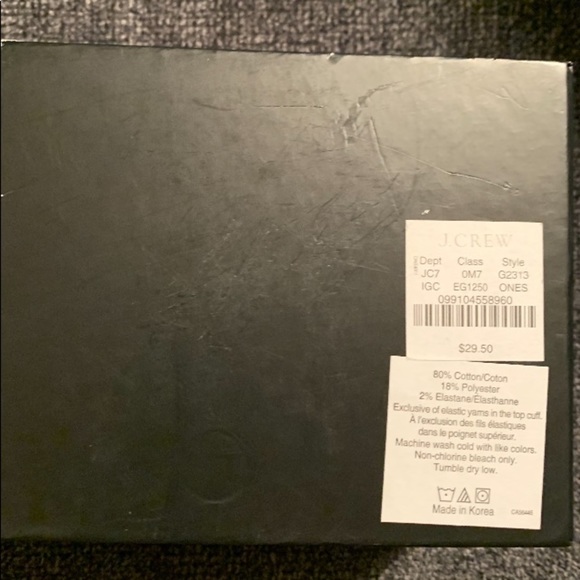 J.CREW
Dept Class Style
JC7 0M7 G2313
IGC EG1250 ONES
099104558960
$29.50
80% Cotton/Coton
18% Polyester
2% Elastane/Elasthanne
Exclusive of elastic yarns in the top cuff.
À l'exclusion des fils élastiques
dans le poignet supérieur.
Machine wash cold with like colors.
Non-chlorine bleach only.
Tumble dry low.
Made in Korea